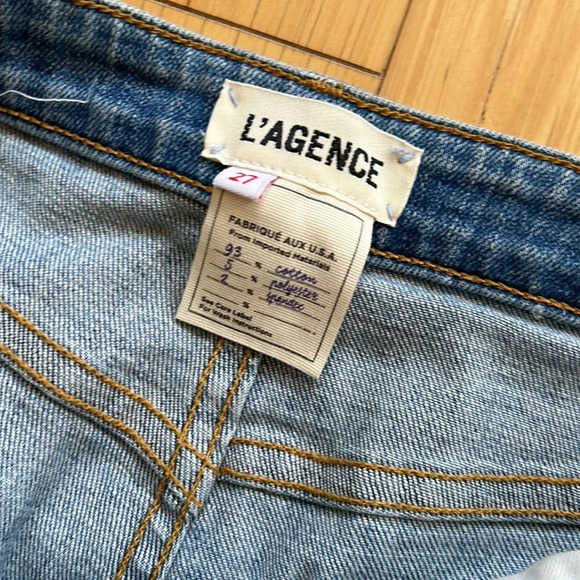 L'AGENCE
27
FABRIQUÉ AUX U.S.A.
From Imported Materials
93 % cotton
5 % polyester
2 % spandex
%
See Care Label
For Wash Instructions